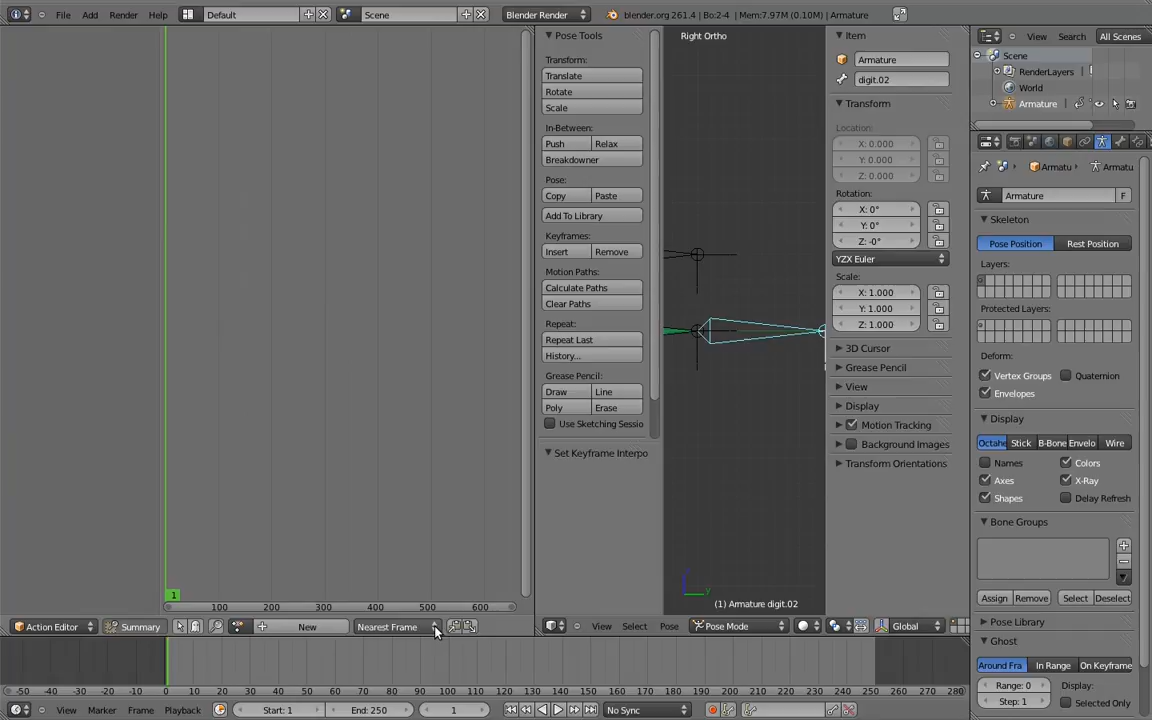 File Add Render Help Default Scene Blender Render blender.org 261.4 | Bo:2-4 | Mem:7.97M (0.10M) | Armature
View Search All Scenes
Scene
RenderLayers
World
Armature
Pose Tools
Transform:
Translate
Rotate
Scale
In-Between:
Push Relax
Breakdowner
Pose:
Copy Paste
Add To Library
Keyframes:
Insert Remove
Motion Paths:
Calculate Paths
Clear Paths
Repeat:
Repeat Last
History...
Grease Pencil:
Draw Line
Poly Erase
Use Sketching Sessio
Set Keyframe Interpo
Right Ortho
y
(1) Armature digit.02
Item
Armature
digit.02
Transform
Location:
X: 0.000
Y: 0.000
Z: 0.000
Rotation:
X: 0°
Y: 0°
Z: -0°
YZX Euler
Scale:
X: 1.000
Y: 1.000
Z: 1.000
3D Cursor
Grease Pencil
View
Display
Motion Tracking
Background Images
Transform Orientations
Armatu Armatu
Armature F
Skeleton
Pose Position Rest Position
Layers:
Protected Layers:
Deform:
Vertex Groups Quaternion
Envelopes
Display
Octahe Stick B-Bone Envelo Wire
Names Colors
Axes X-Ray
Shapes Delay Refresh
Bone Groups
Assign Remove Select Deselect
Pose Library
Ghost
Around Fra In Range On Keyframe
Range: 0 Display:
Step: 1 Selected Only
1
100 200 300 400 500 600
Action Editor Summary New Nearest Frame
View Select Pose Pose Mode Global
-50 -40 -30 -20 -10 0 10 20 30 40 50 60 70 80 90 100 110 120 130 140 150 160 170 180 190 200 210 220 230 240 250 260 270 280
View Marker Frame Playback Start: 1 End: 250 1 No Sync